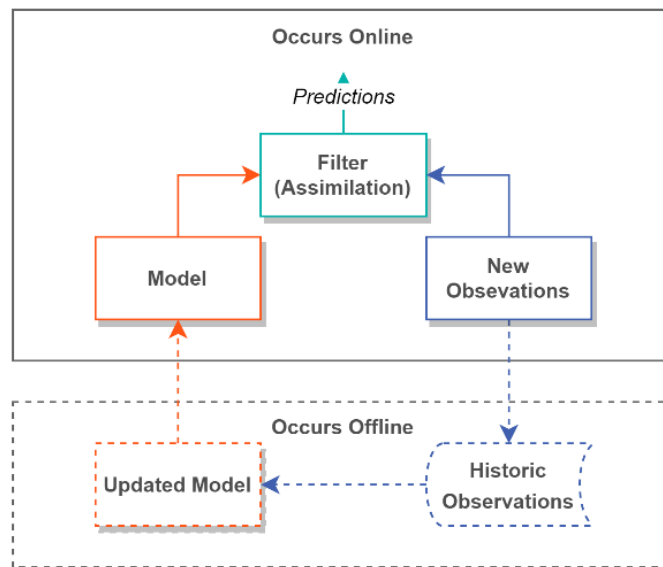 Occurs Online
Predictions
Filter
(Assimilation)
Model
New
Obsevations
Occurs Offline
Updated Model
Historic
Observations